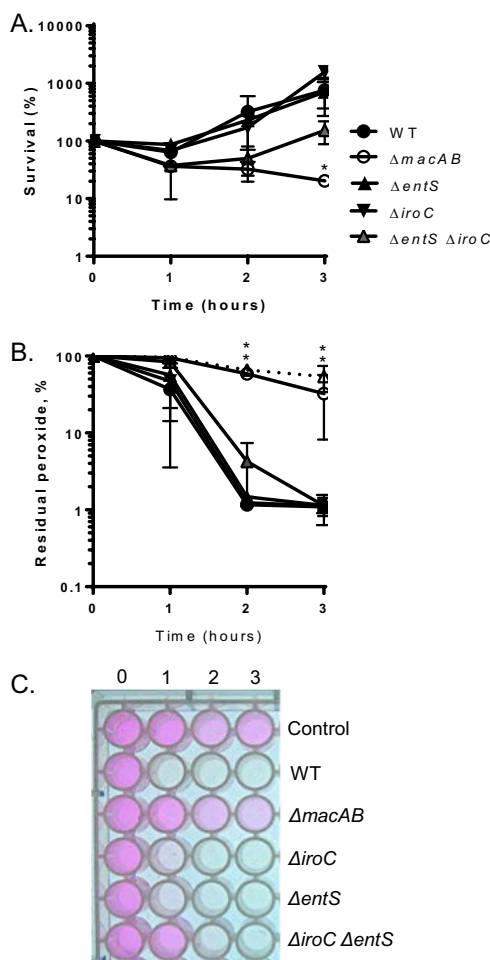 A.
10000
1000
100
10
1
Survival (%)
0 1 2 3
Time (hours)
*
WT
ΔmacAB
ΔentS
ΔiroC
ΔentS ΔiroC
B.
100
10
1
0.1
Residual peroxide, %
* *
* *
0 1 2 3
Time (hours)
C.
0 1 2 3
Control
WT
ΔmacAB
ΔiroC
ΔentS
ΔiroC ΔentS